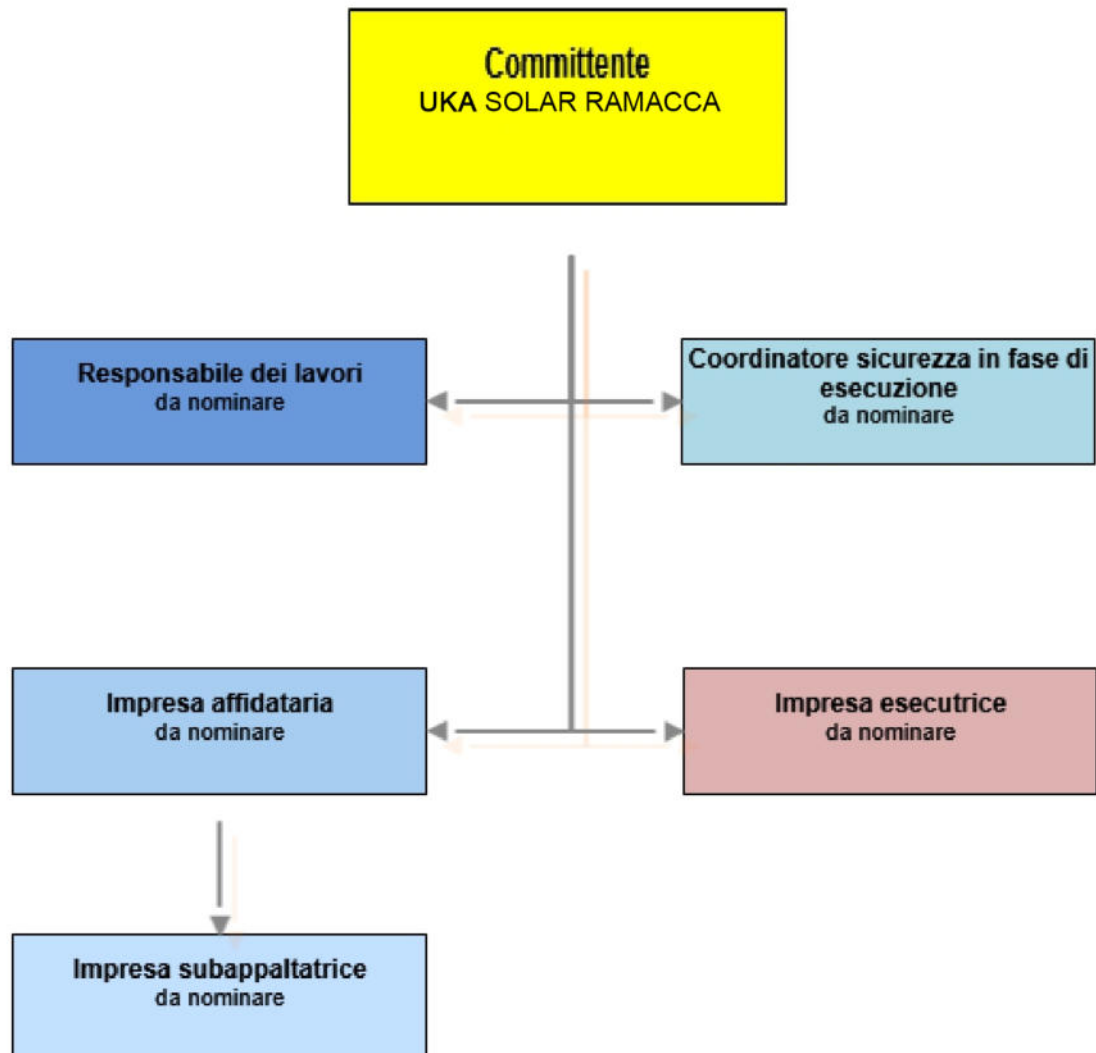 Committente
UKA SOLAR RAMACCA
Responsabile dei lavori
da nominare
Coordinatore sicurezza in fase di
esecuzione
da nominare
Impresa affidataria
da nominare
Impresa esecutrice
da nominare
Impresa subappaltatrice
da nominare